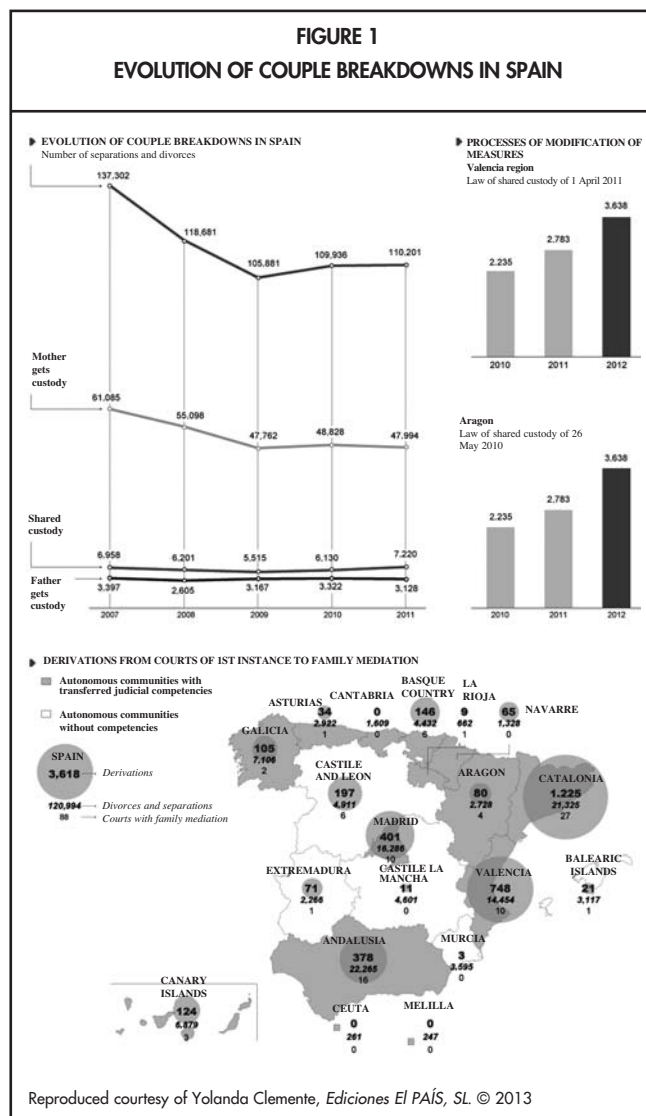 FIGURE 1
EVOLUTION OF COUPLE BREAKDOWNS IN SPAIN
EVOLUTION OF COUPLE BREAKDOWNS IN SPAIN
Number of separations and divorces
137,302
118,681
105,881
109,936
110,201
Mother
gets
custody
61,085
55,098
47,762
48,828
47,994
Shared
custody
6,958
6,201
5,515
6,130
7,220
Father
gets
custody
3,397
2,605
3,167
3,322
3,128
2007
2008
2009
2010
2011
PROCESSES OF MODIFICATION OF
MEASURES
Valencia region
Law of shared custody of 1 April 2011
2.235
2.783
3.638
2010
2011
2012
Aragon
Law of shared custody of 26
May 2010
2.235
2.783
3.638
2010
2011
2012
DERIVATIONS FROM COURTS OF 1ST INSTANCE TO FAMILY MEDIATION
Autonomous communities with
transferred judicial competencies
Autonomous communities
without competencies
SPAIN
3,618
Derivations
120,994
Divorces and separations
88
Courts with family mediation
ASTURIAS
34
2,922
1
CANTABRIA
0
1,609
0
BASQUE
COUNTRY
146
4,432
6
LA
RIOJA
9
662
1
NAVARRE
65
1,328
0
GALICIA
105
7,106
2
CASTILE
AND LEON
197
4,911
6
ARAGON
80
2,728
4
CATALONIA
1.225
21,325
27
MADRID
401
16,286
10
EXTREMADURA
71
2,266
1
CASTILE LA
MANCHA
11
4,601
0
VALENCIA
748
14,454
10
BALEARIC
ISLANDS
21
3,117
1
ANDALUSIA
378
22,265
16
MURCIA
3
3,595
0
CANARY
ISLANDS
124
6,879
3
CEUTA
0
261
0
MELILLA
0
247
0
Reproduced courtesy of Yolanda Clemente, Ediciones El PAÍS, SL. © 2013